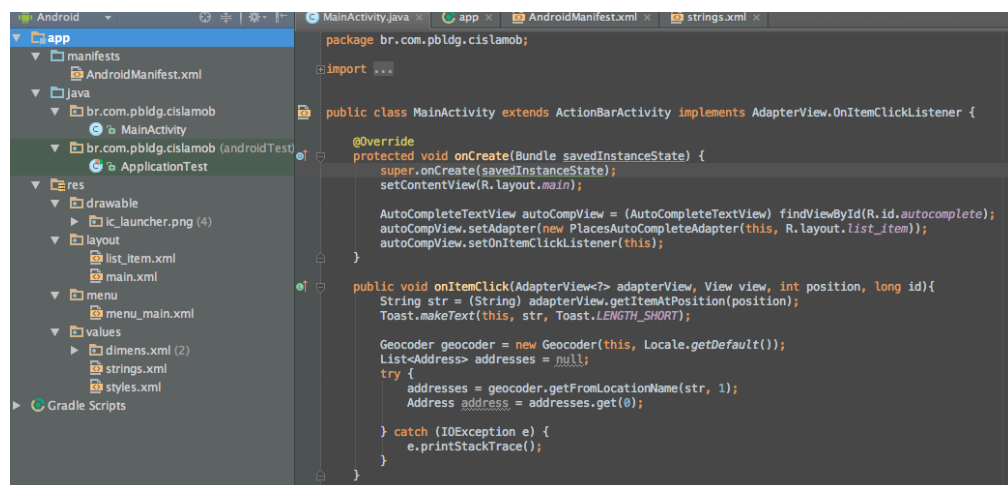 Android
app
manifests
AndroidManifest.xml
java
br.com.pbldg.cislamob
MainActivity
br.com.pbldg.cislamob (androidTest)
ApplicationTest
res
drawable
ic_launcher.png (4)
layout
list_item.xml
main.xml
menu
menu_main.xml
values
dimens.xml (2)
strings.xml
styles.xml
Gradle Scripts
MainActivity.java × app × AndroidManifest.xml × strings.xml ×
package br.com.pbldg.cislamob;
import ...
public class MainActivity extends ActionBarActivity implements AdapterView.OnItemClickListener {
@Override
protected void onCreate(Bundle savedInstanceState) {
super.onCreate(savedInstanceState);
setContentView(R.layout.main);
AutoCompleteTextView autoCompView = (AutoCompleteTextView) findViewById(R.id.autocomplete);
autoCompView.setAdapter(new PlacesAutoCompleteAdapter(this, R.layout.list_item));
autoCompView.setOnItemClickListener(this);
}
public void onItemClick(AdapterView<?> adapterView, View view, int position, long id){
String str = (String) adapterView.getItemAtPosition(position);
Toast.makeText(this, str, Toast.LENGTH_SHORT);
Geocoder geocoder = new Geocoder(this, Locale.getDefault());
List<Address> addresses = null;
try {
addresses = geocoder.getFromLocationName(str, 1);
Address address = addresses.get(0);
} catch (IOException e) {
e.printStackTrace();
}
}